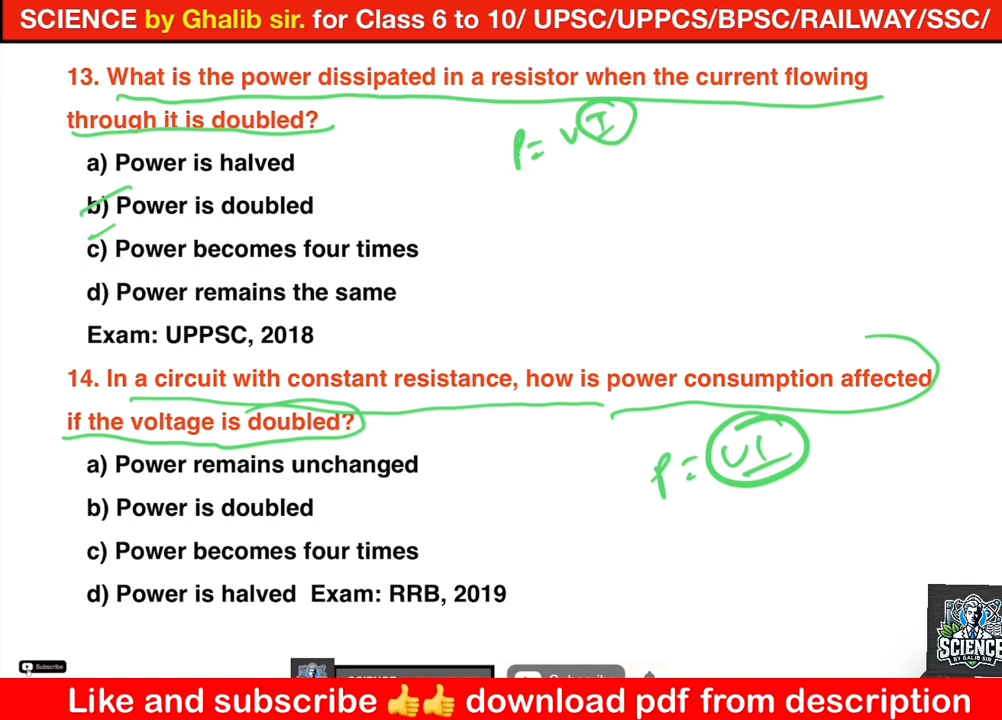 SCIENCE by Ghalib sir. for Class 6 to 10/ UPSC/UPPCS/BPSC/RAILWAY/SSC/
13. What is the power dissipated in a resistor when the current flowing
through it is doubled?
P= VI
a) Power is halved
b) Power is doubled
c) Power becomes four times
d) Power remains the same
Exam: UPPSC, 2018
14. In a circuit with constant resistance, how is power consumption affected
if the voltage is doubled?
P= VI
a) Power remains unchanged
b) Power is doubled
c) Power becomes four times
d) Power is halved Exam: RRB, 2019
SCIENCE
BY GALIB SIR
Subscribe
Like and subscribe 👍👍 download pdf from description